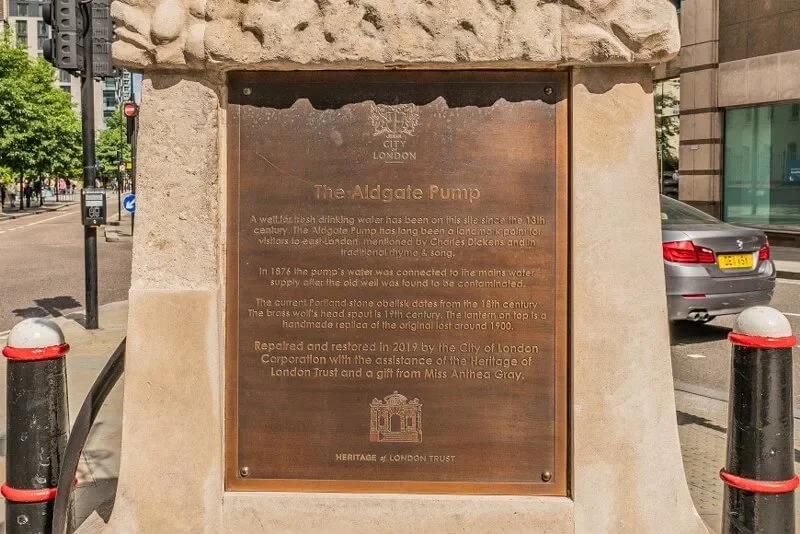 CITY
of
LONDON
The Aldgate Pump
A well for fresh drinking water has been on this site since the 13th
century. The Aldgate Pump has long been a landmark point for
visitors to east London, mentioned by Charles Dickens and in
traditional rhyme & song.
In 1876 the pump's water was connected to the mains water
supply after the old well was found to be contaminated.
The current Portland stone obelisk dates from the 18th century.
The brass wolf's head spout is 19th century. The lantern on top is a
handmade replica of the original lost around 1900.
Repaired and restored in 2019 by the City of London
Corporation with the assistance of the Heritage of
London Trust and a gift from Miss Anthea Gray.
HERITAGE of LONDON TRUST